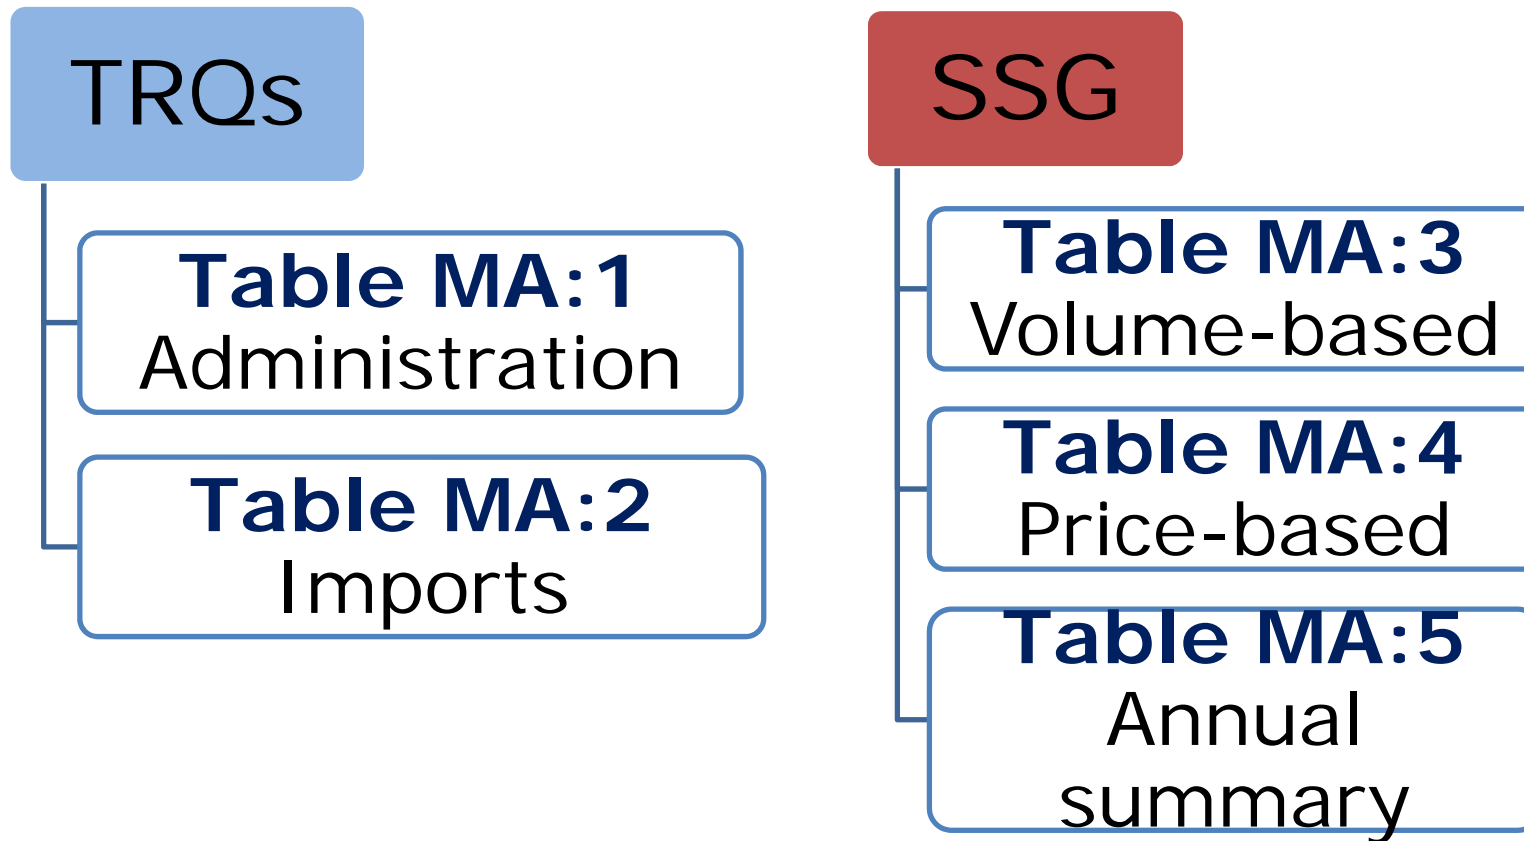 TRQs
Table MA:1
Administration
Table MA:2
Imports
SSG
Table MA:3
Volume-based
Table MA:4
Price-based
Table MA:5
Annual
summary